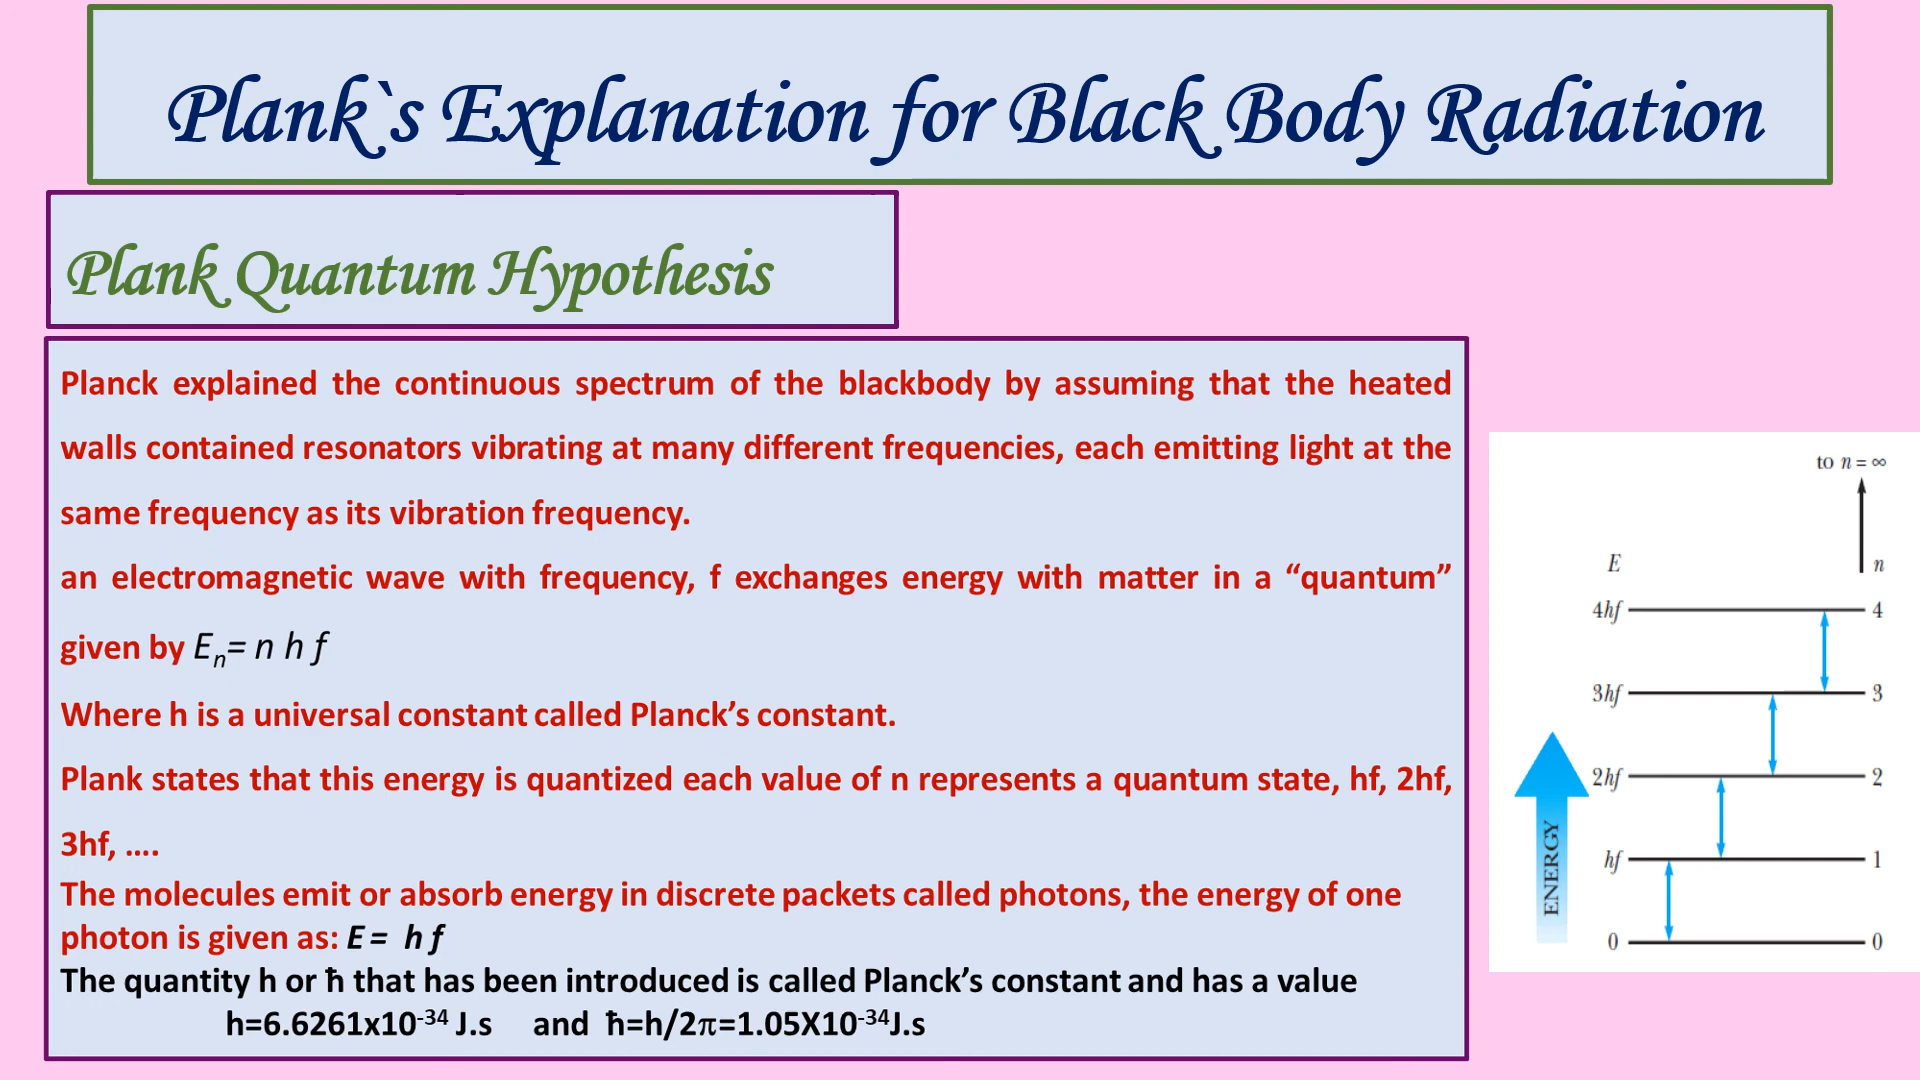 Plank`s Explanation for Black Body Radiation
Plank Quantum Hypothesis
Planck explained the continuous spectrum of the blackbody by assuming that the heated
walls contained resonators vibrating at many different frequencies, each emitting light at the
same frequency as its vibration frequency.
an electromagnetic wave with frequency, f exchanges energy with matter in a “quantum”
given by Eₙ= n h f
Where h is a universal constant called Planck’s constant.
Plank states that this energy is quantized each value of n represents a quantum state, hf, 2hf,
3hf, ….
The molecules emit or absorb energy in discrete packets called photons, the energy of one
photon is given as: E = h f
The quantity h or ħ that has been introduced is called Planck’s constant and has a value
h=6.6261x10⁻³⁴ J.s and ħ=h/2π=1.05X10⁻³⁴J.s
to n = ∞
E n
4hf 4
3hf 3
2hf 2
hf 1
0 0
ENERGY